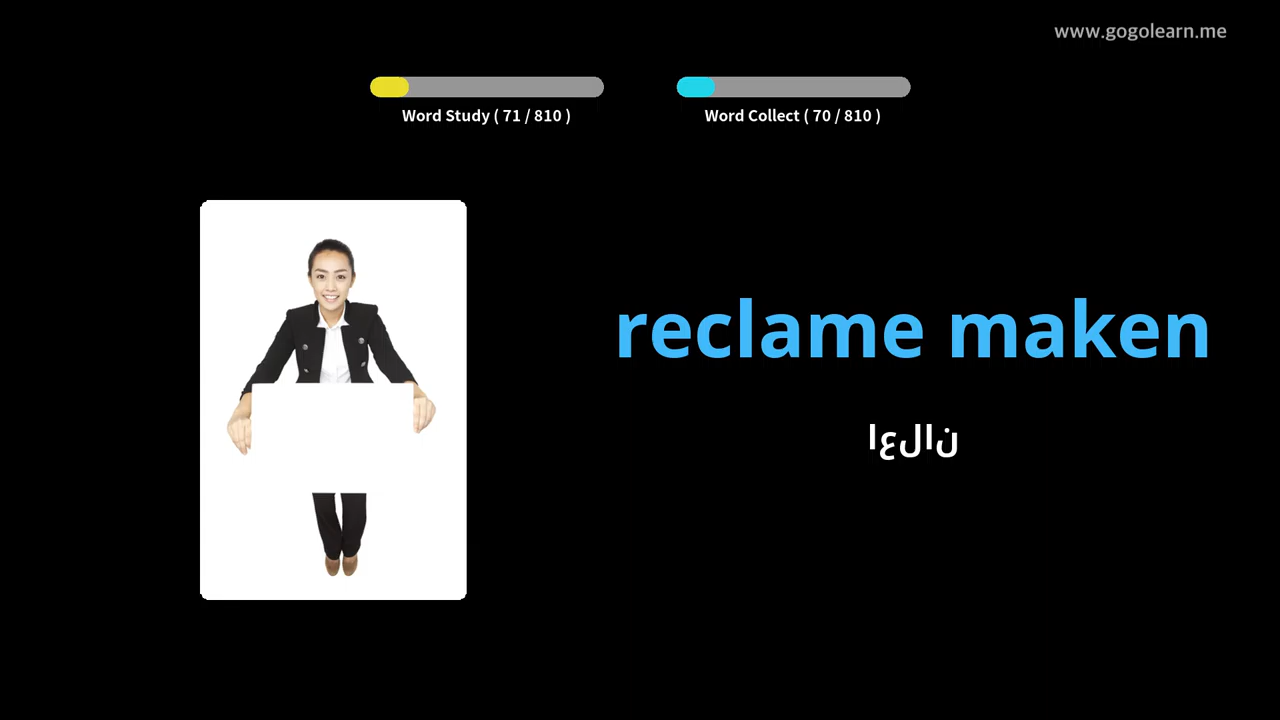 www.gogolearn.me
Word Study ( 71 / 810 )
Word Collect ( 70 / 810 )
reclame maken
اعلان